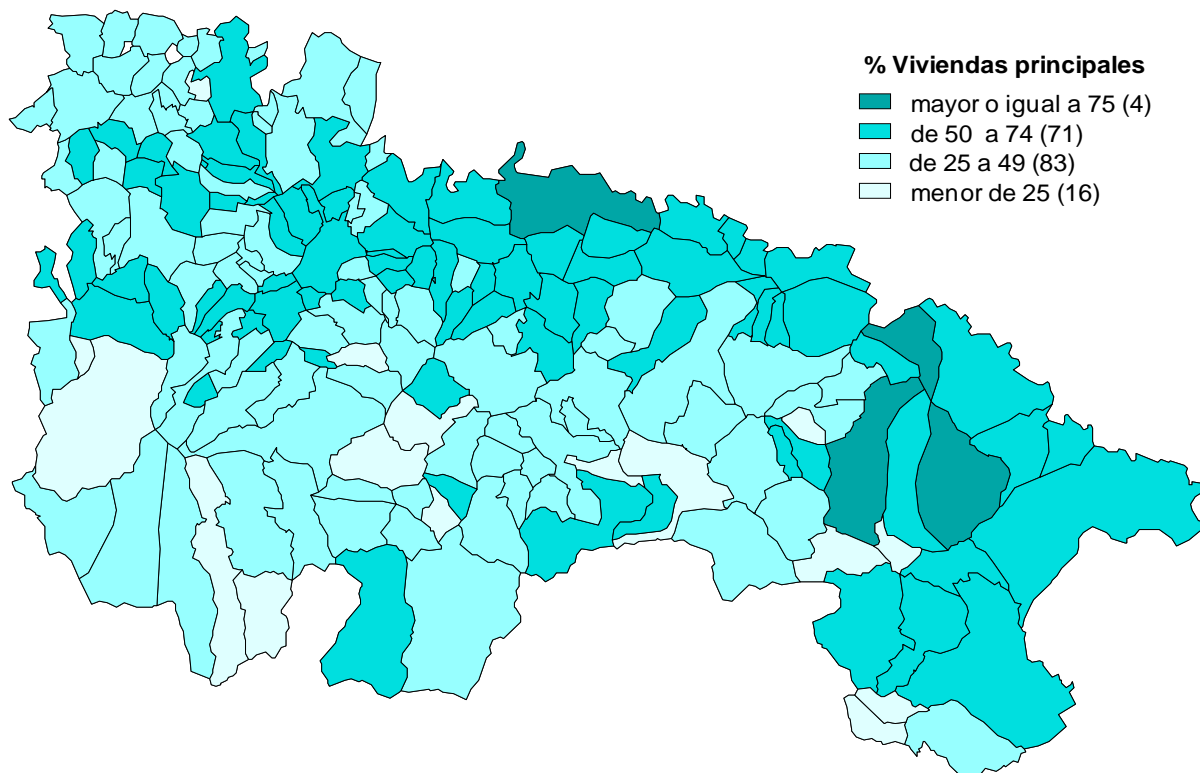 % Viviendas principales
mayor o igual a 75 (4)
de 50 a 74 (71)
de 25 a 49 (83)
menor de 25 (16)